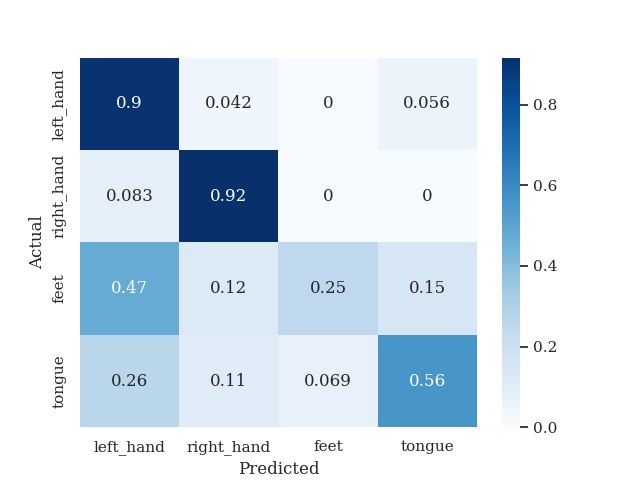 left_hand 0.9 0.042 0 0.056
right_hand 0.083 0.92 0 0
feet 0.47 0.12 0.25 0.15
tongue 0.26 0.11 0.069 0.56
Actual
left_hand right_hand feet tongue
Predicted
0.8
0.6
0.4
0.2
0.0